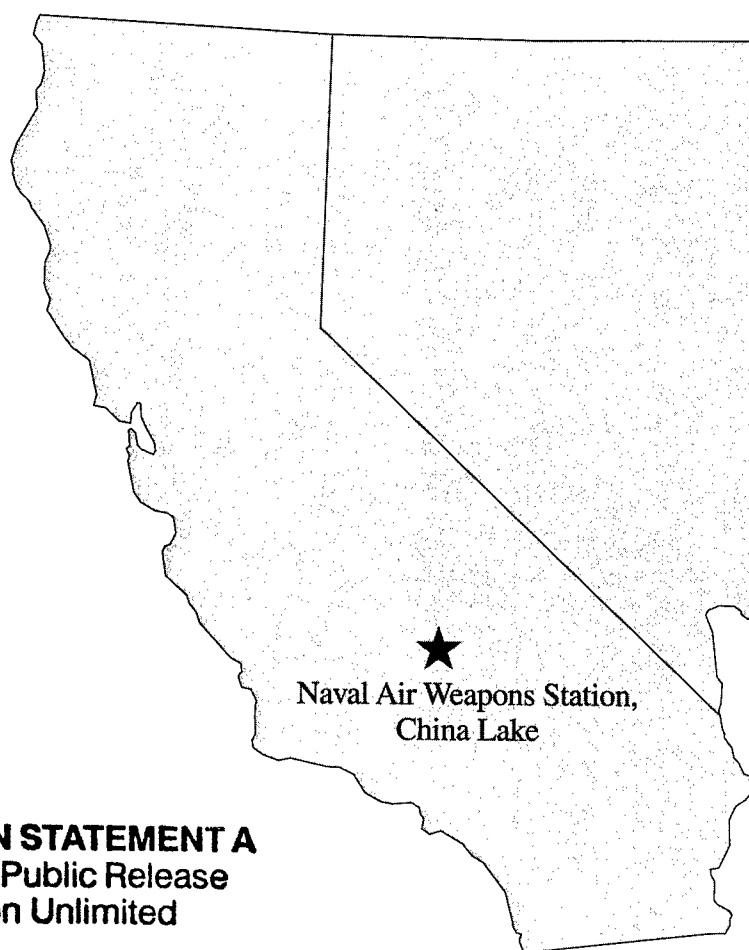 Naval Air Weapons Station,
China Lake
N STATEMENT A
Public Release
n Unlimited